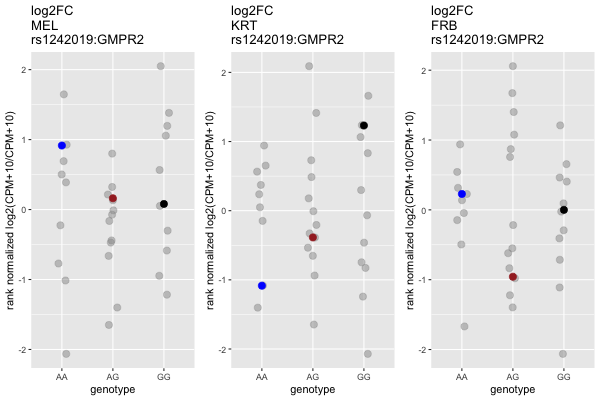 log2FC
MEL
rs1242019:GMPR2
rank normalized log2(CPM+10/CPM+10)
2
1
0
-1
-2
AA
AG
GG
genotype
log2FC
KRT
rs1242019:GMPR2
rank normalized log2(CPM+10/CPM+10)
2
1
0
-1
-2
AA
AG
GG
genotype
log2FC
FRB
rs1242019:GMPR2
rank normalized log2(CPM+10/CPM+10)
2
1
0
-1
-2
AA
AG
GG
genotype